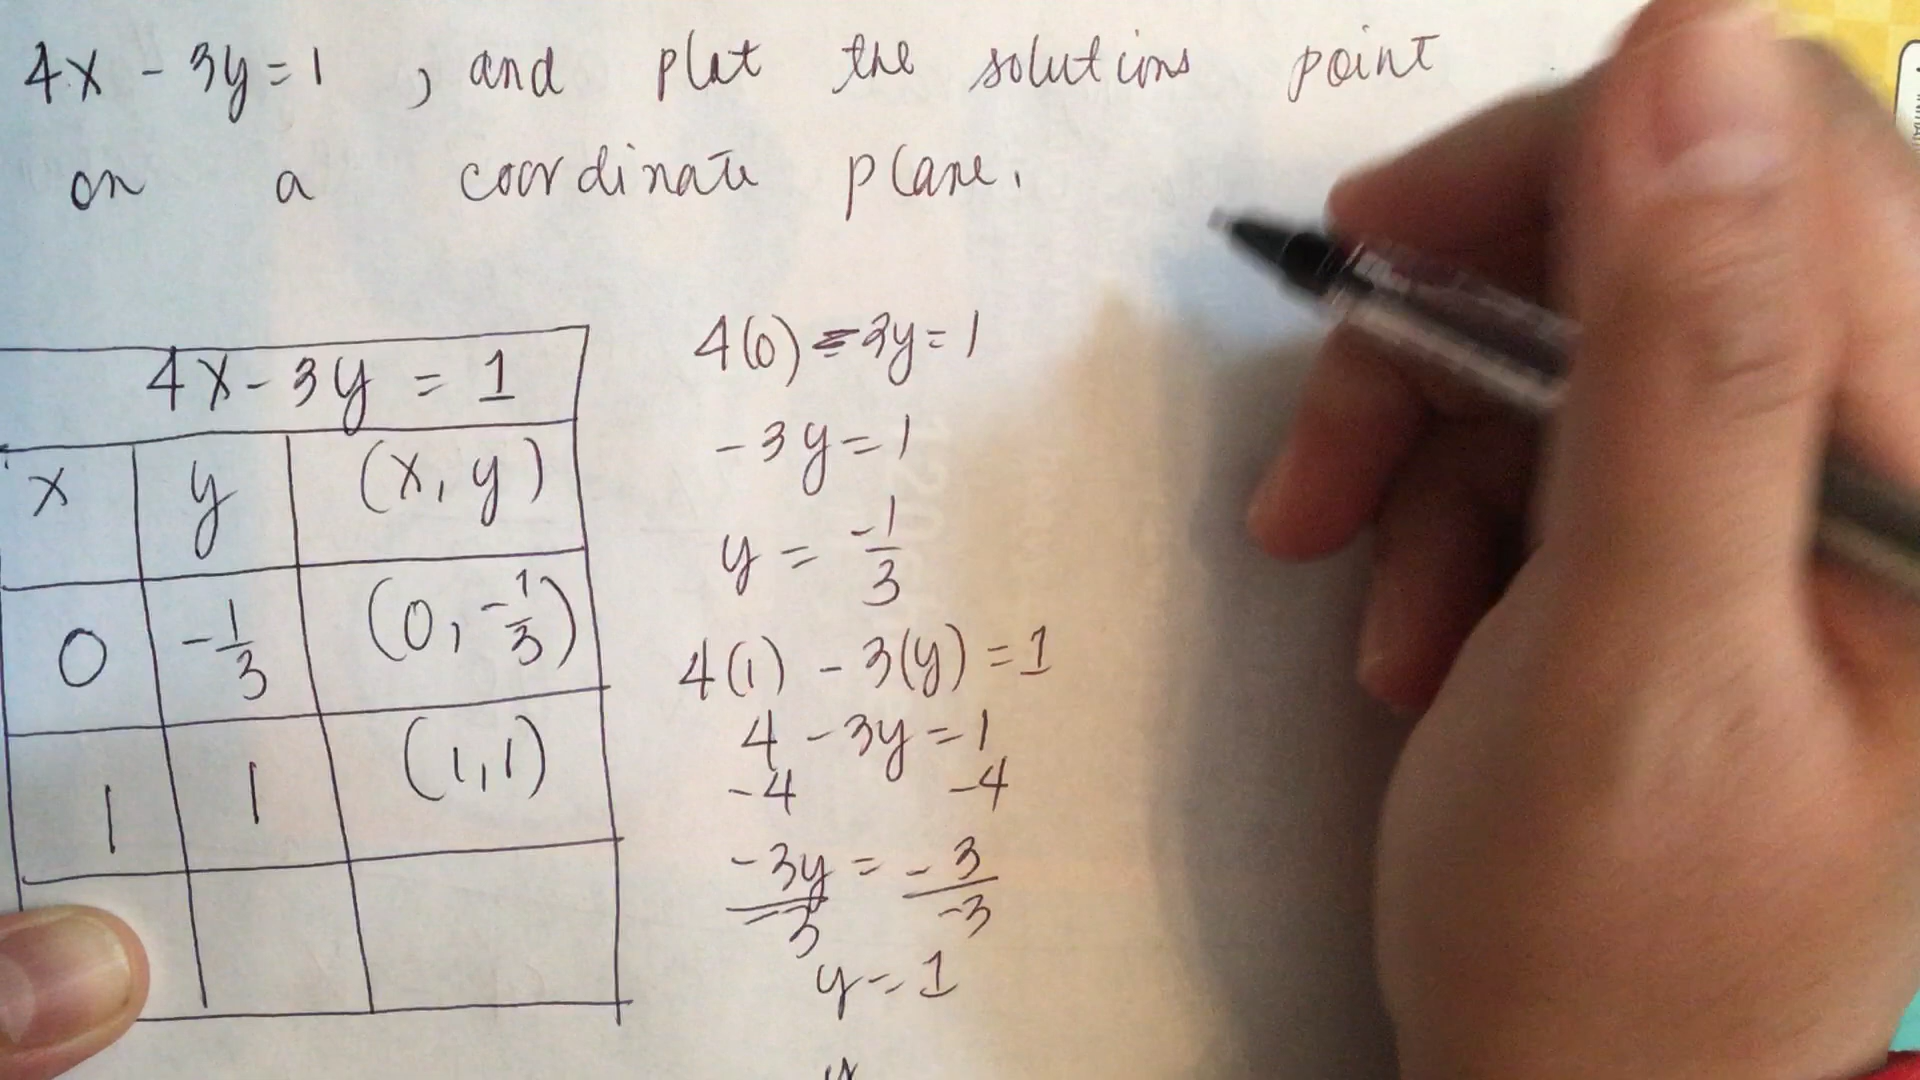 4x - 3y = 1 , and plot the solutions point
on a coordinate plane.
4x - 3y = 1
x y (x, y)
0 -1/3 (0, -1/3)
1 1 (1,1)
4(0) - 3y = 1
-3y = 1
y = -1/3
4(1) - 3(y) = 1
4 - 3y = 1
-4 -4
-3y/-3 = -3/-3
y = 1